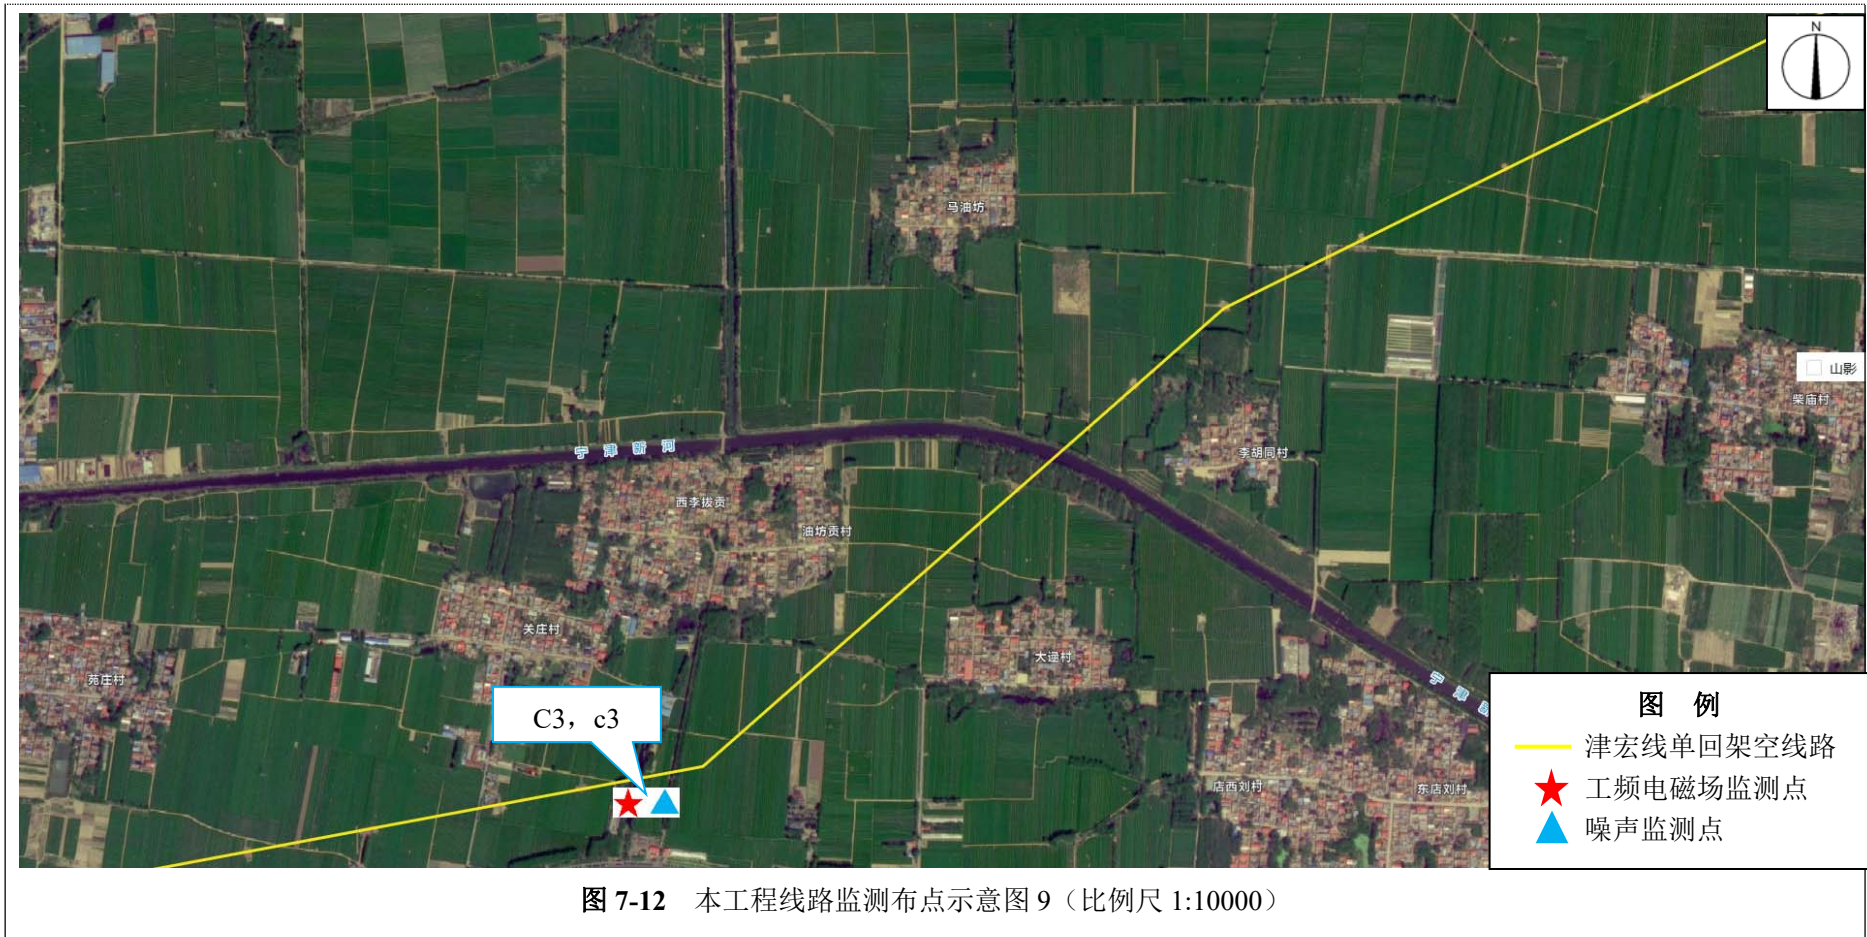 N
马油坊
山影
柴庙村
宁津新河
李胡同村
西李拔贡
油坊贡村
关庄村
大逯村
苑庄村
宁津
C3，c3
店西刘村
东店刘村
图 例
津宏线单回架空线路
工频电磁场监测点
噪声监测点
图 7-12 本工程线路监测布点示意图 9（比例尺 1:10000）